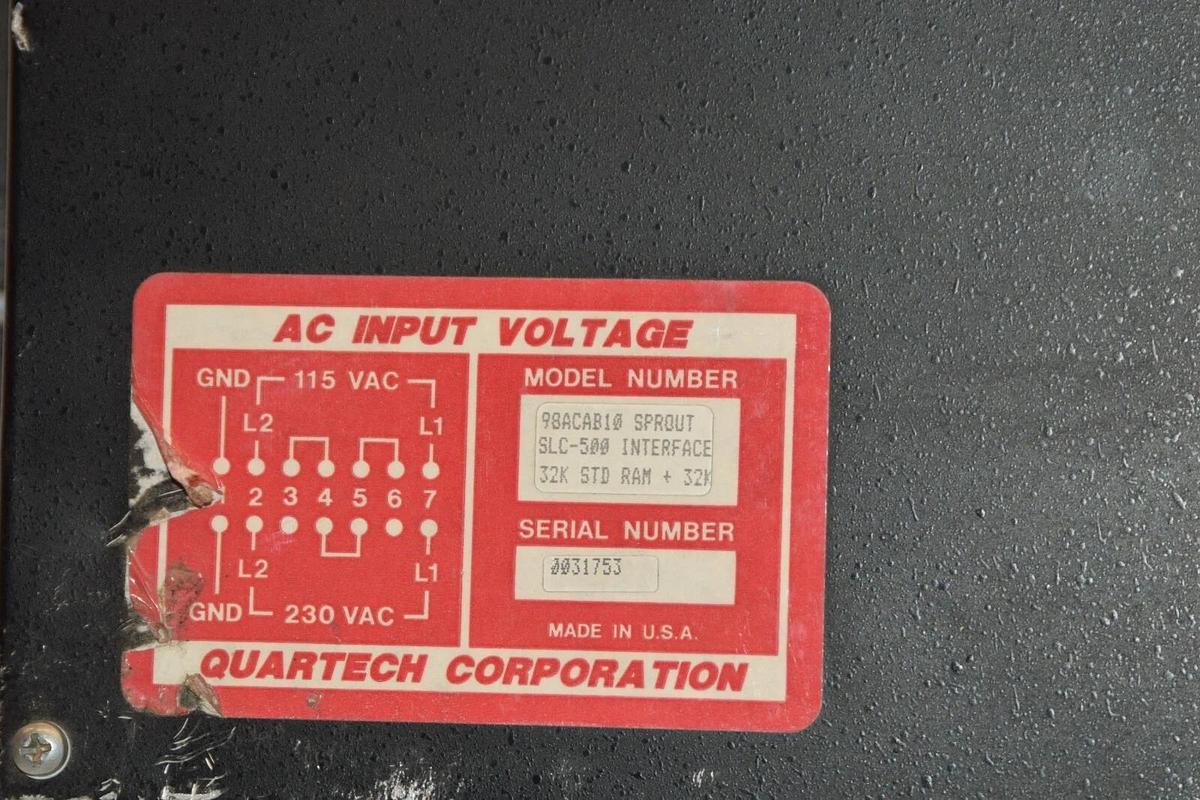 AC INPUT VOLTAGE
GND 115 VAC
L2 L1
2 3 4 5 6 7
L2 L1
GND 230 VAC
MODEL NUMBER
98ACAB10 SPROUT
SLC-500 INTERFACE
32K STD RAM + 32K
SERIAL NUMBER
0031753
MADE IN U.S.A.
QUARTECH CORPORATION